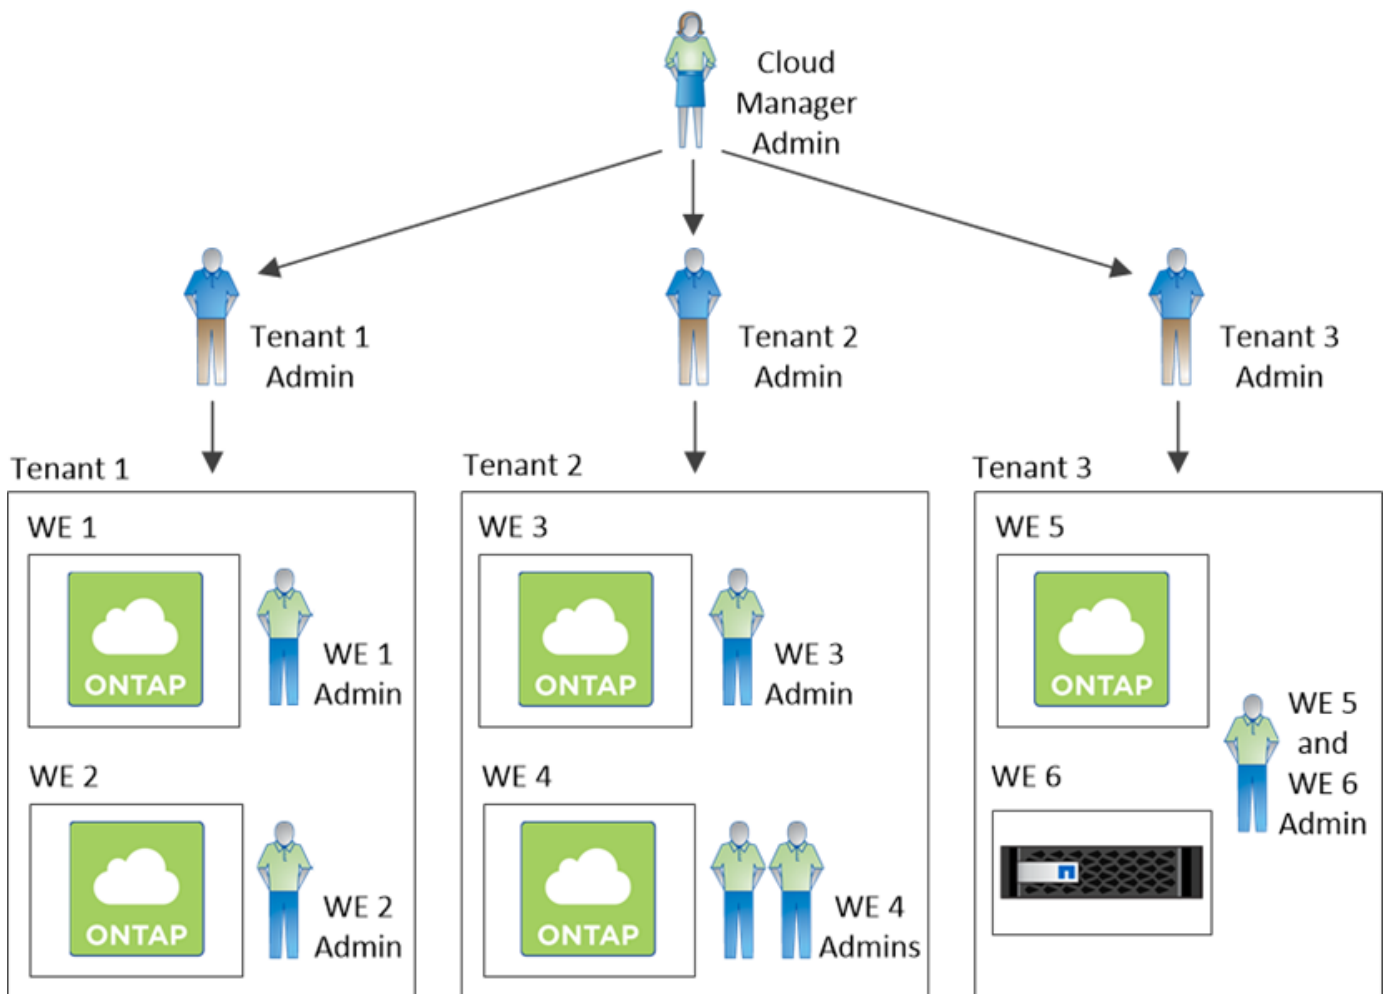 Cloud
Manager
Admin
Tenant 1
Admin
Tenant 2
Admin
Tenant 3
Admin
Tenant 1
WE 1
ONTAP
WE 1
Admin
WE 2
ONTAP
WE 2
Admin
Tenant 2
WE 3
ONTAP
WE 3
Admin
WE 4
ONTAP
WE 4
Admins
Tenant 3
WE 5
ONTAP
WE 5
and
WE 6
Admin
WE 6